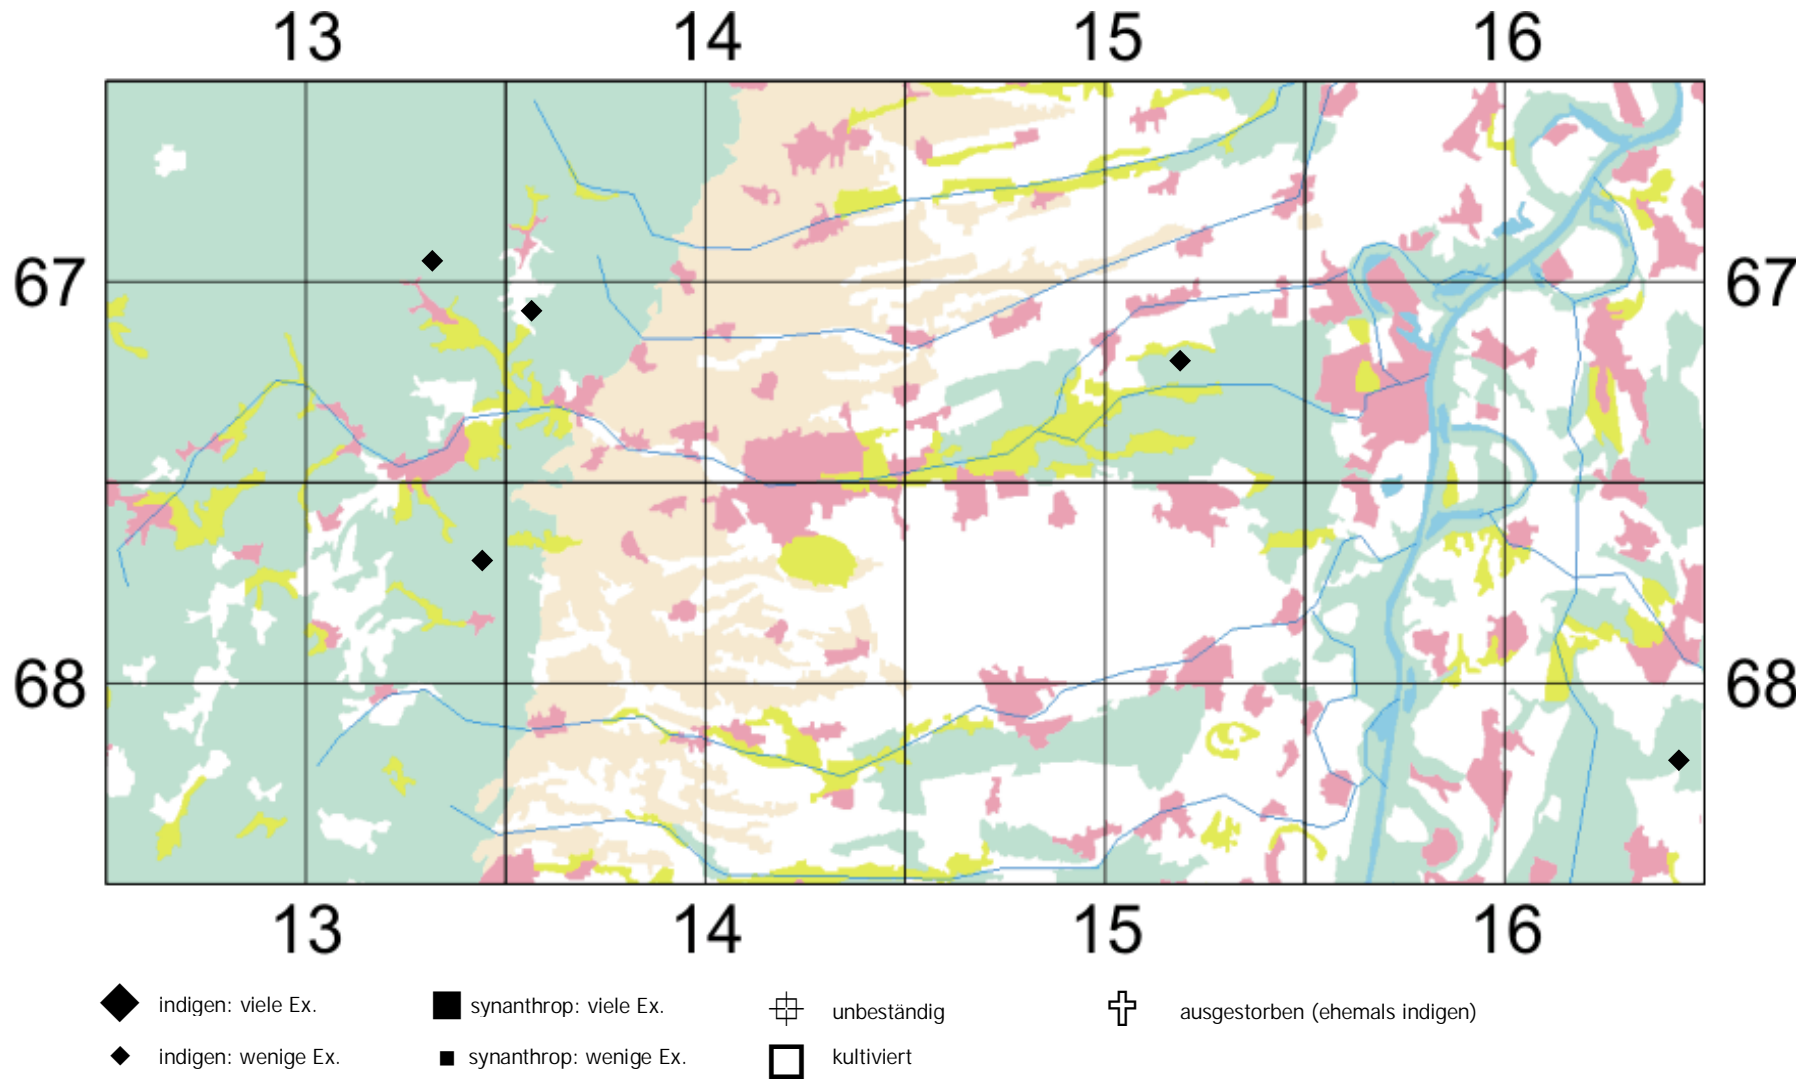 13 14 15 16
67 67
68 68
13 14 15 16
indigen: viele Ex. synanthrop: viele Ex. unbeständig ausgestorben (ehemals indigen)
indigen: wenige Ex. synanthrop: wenige Ex. kultiviert